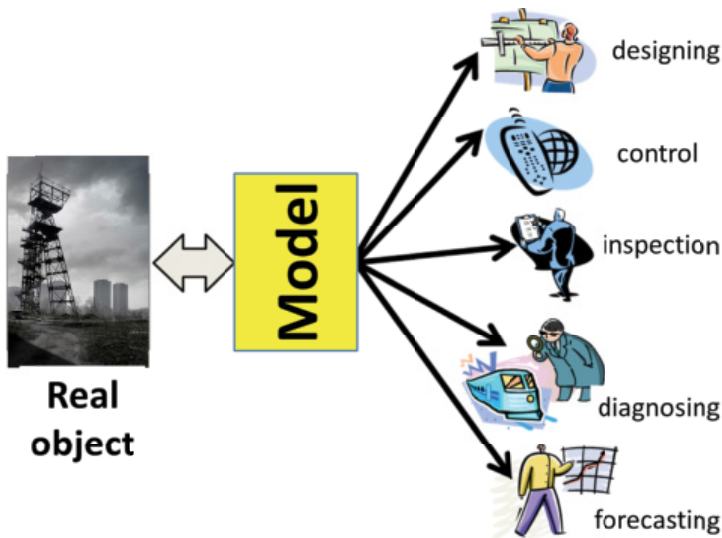 designing
control
inspection
diagnosing
forecasting
Model
Real
object